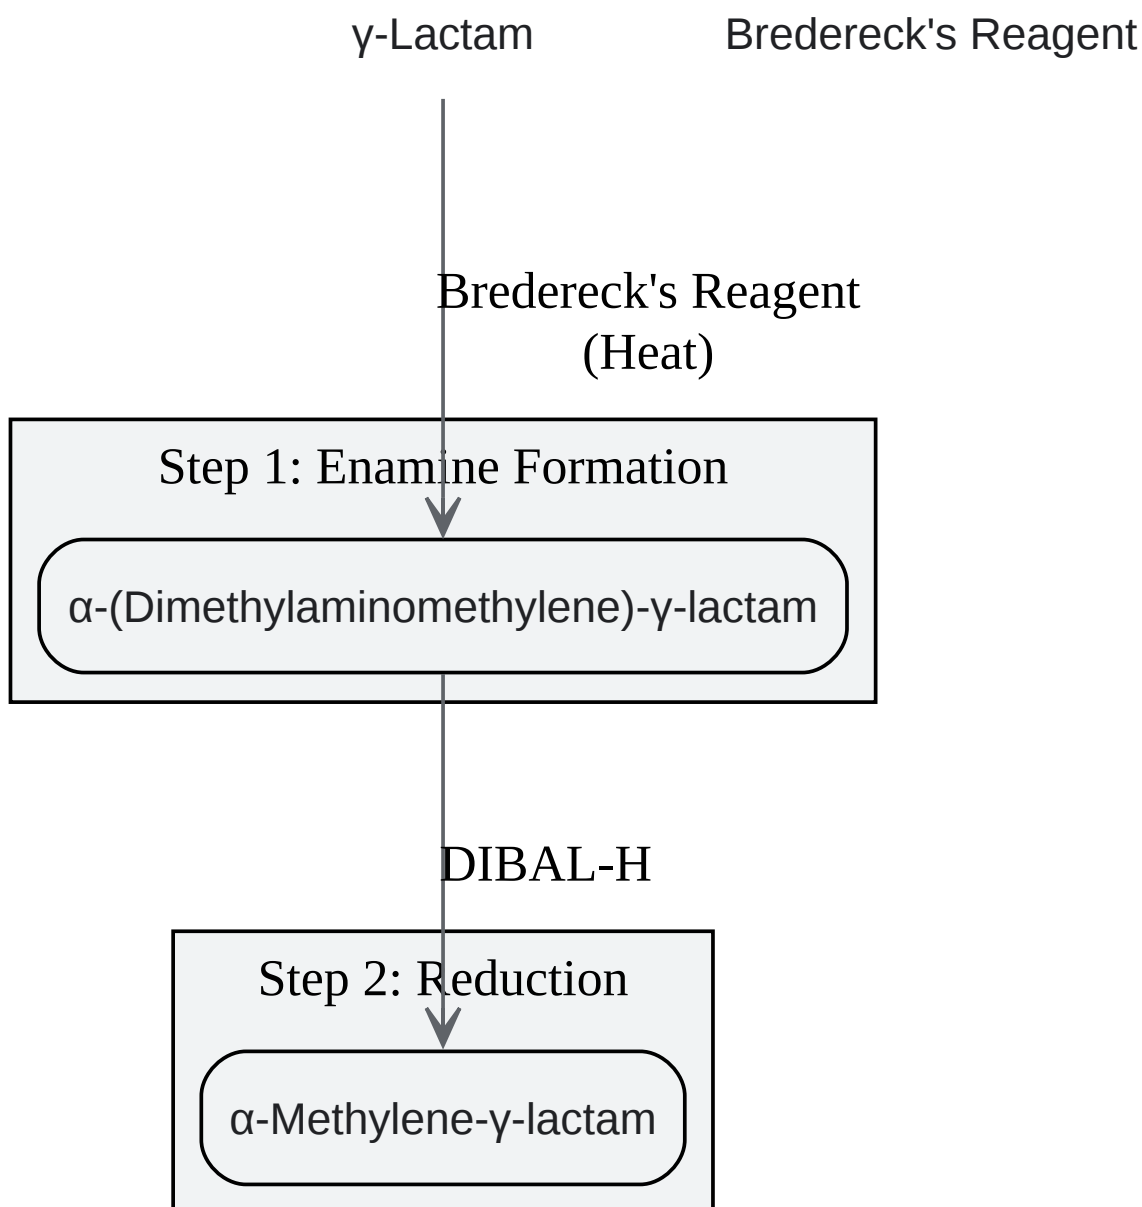 γ-Lactam
Bredereck's Reagent
Bredereck's Reagent
(Heat)
Step 1: Enamine Formation
α-(Dimethylaminomethylene)-γ-lactam
DIBAL-H
Step 2: Reduction
α-Methylene-γ-lactam